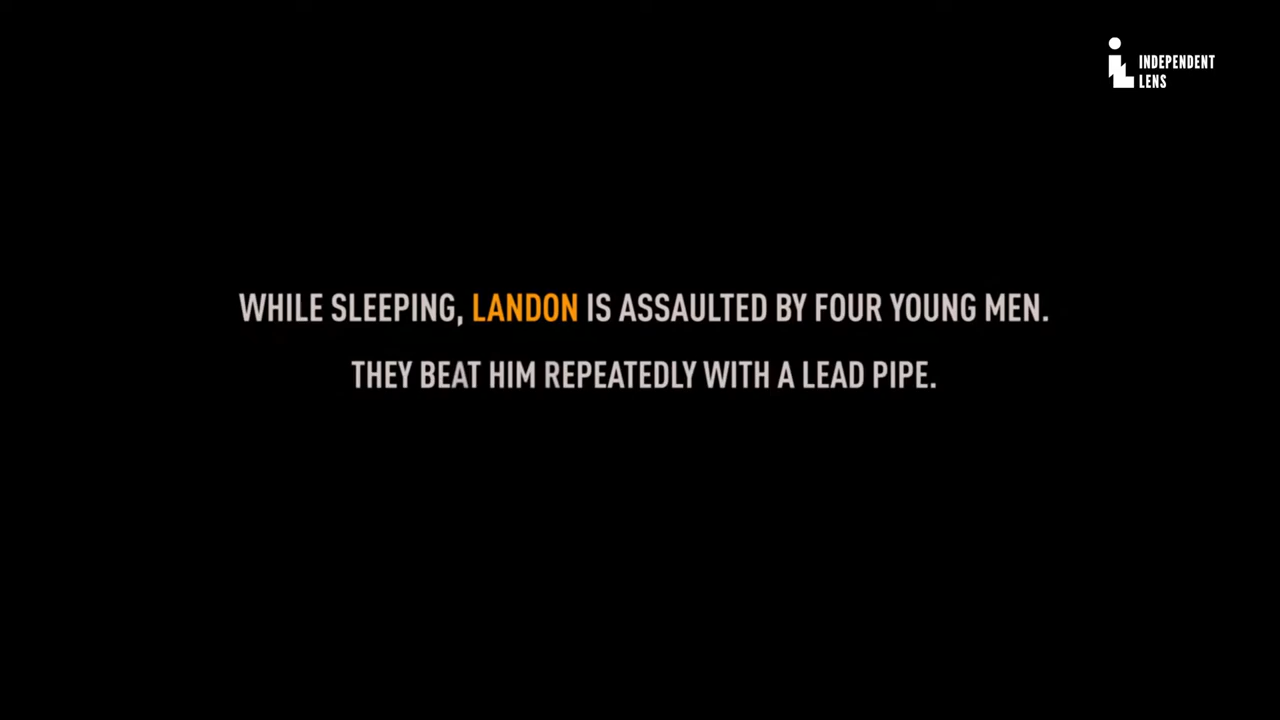 INDEPENDENT
LENS
WHILE SLEEPING, LANDON IS ASSAULTED BY FOUR YOUNG MEN.
THEY BEAT HIM REPEATEDLY WITH A LEAD PIPE.